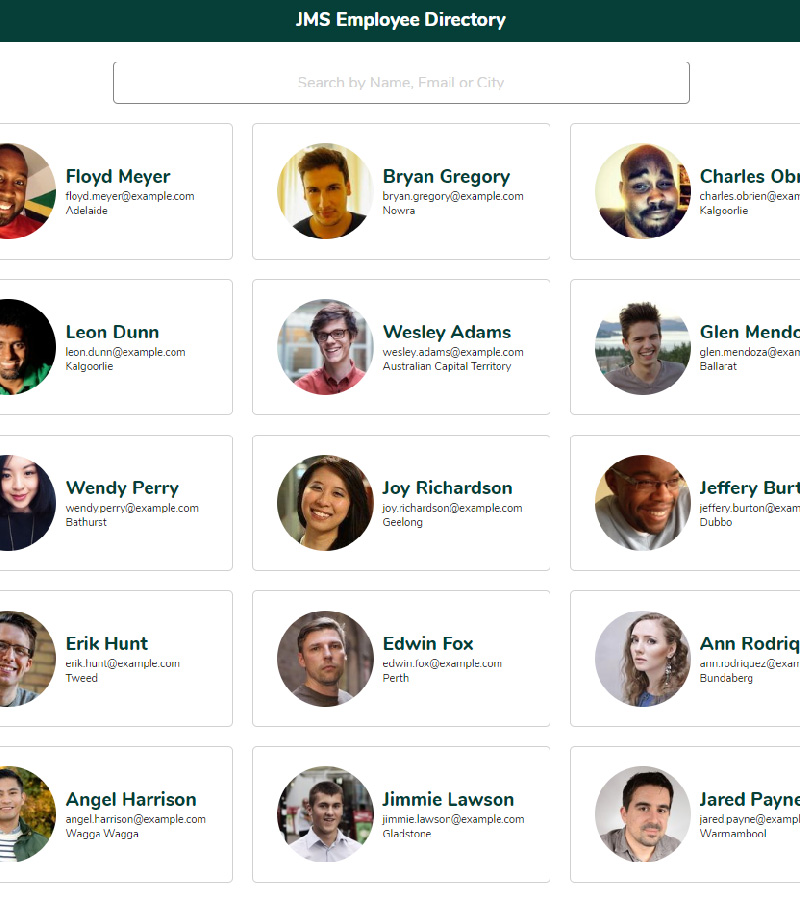 JMS Employee Directory
Search by Name, Email or City
Floyd Meyer
floyd.meyer@example.com
Adelaide
Bryan Gregory
bryan.gregory@example.com
Nowra
Charles Obr
charles.obrien@exam
Kalgoorlie
Leon Dunn
leon.dunn@example.com
Kalgoorlie
Wesley Adams
wesley.adams@example.com
Australian Capital Territory
Glen Mendo
glen.mendoza@exam
Ballarat
Wendy Perry
wendy.perry@example.com
Bathurst
Joy Richardson
joy.richardson@example.com
Geelong
Jeffery Burt
jeffery.burton@exam
Dubbo
Erik Hunt
erik.hunt@example.com
Tweed
Edwin Fox
edwin.fox@example.com
Perth
Ann Rodriq
ann.rodriquez@exam
Bundaberg
Angel Harrison
angel.harrison@example.com
Wagga Wagga
Jimmie Lawson
jimmie.lawson@example.com
Gladstone
Jared Payne
jared.payne@exampl
Warrnambool